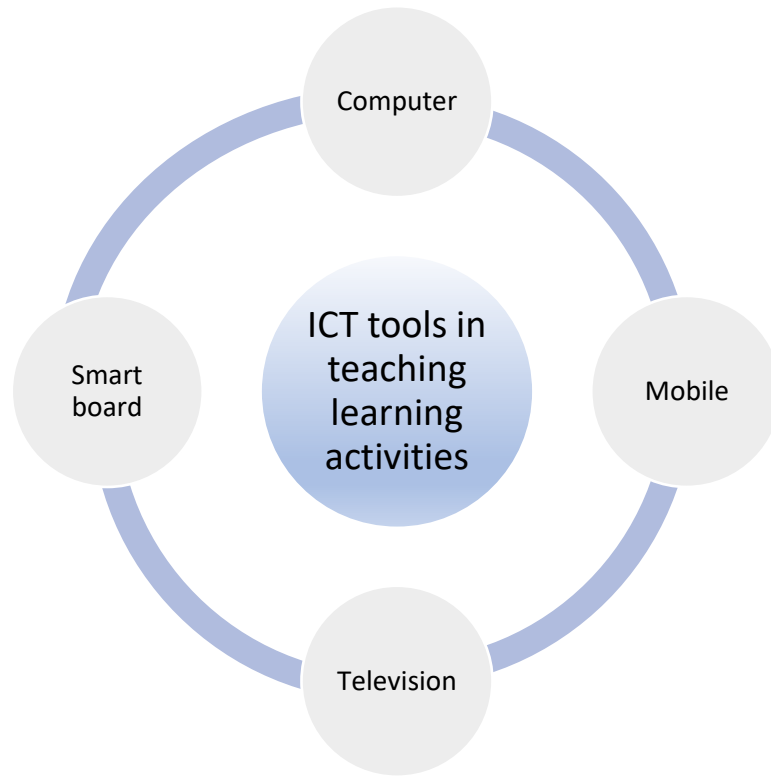 Computer
ICT tools in
teaching
learning
activities
Smart
board
Mobile
Television